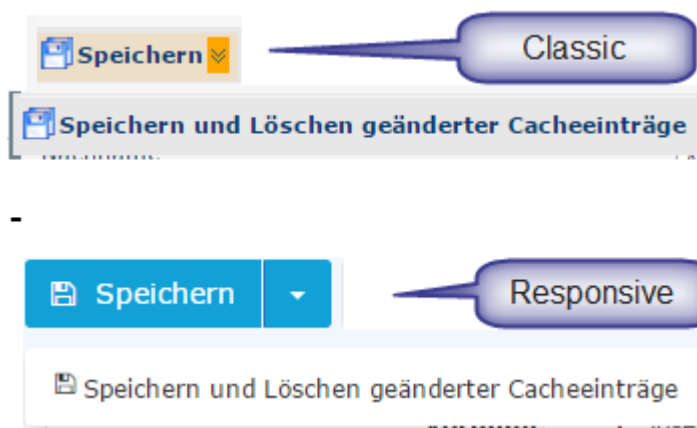 Speichern
Classic
Speichern und Löschen geänderter Cacheeinträge
-
Speichern
Responsive
Speichern und Löschen geänderter Cacheeinträge